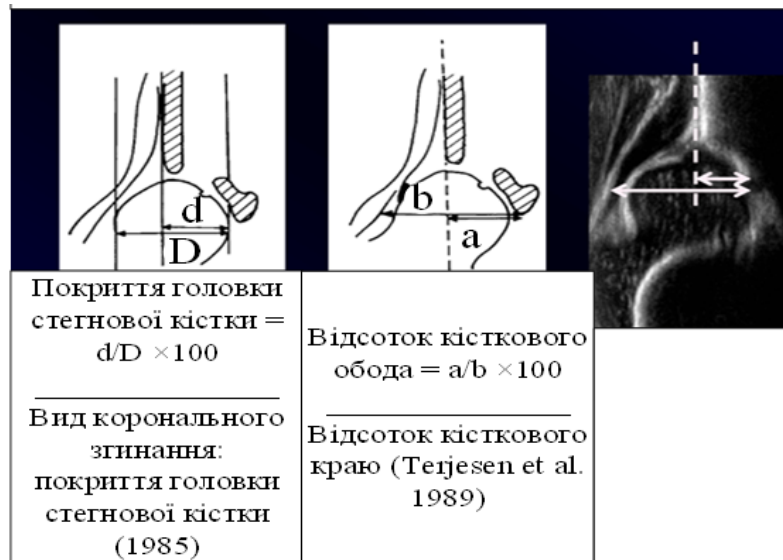 d
D
b
a
Покриття головки
стегнової кістки =
d/D ×100
Вид коронального
згинання:
покриття головки
стегнової кістки
(1985)
Відсоток кісткового
обода = a/b ×100
Відсоток кісткового
краю (Terjesen et al.
1989)